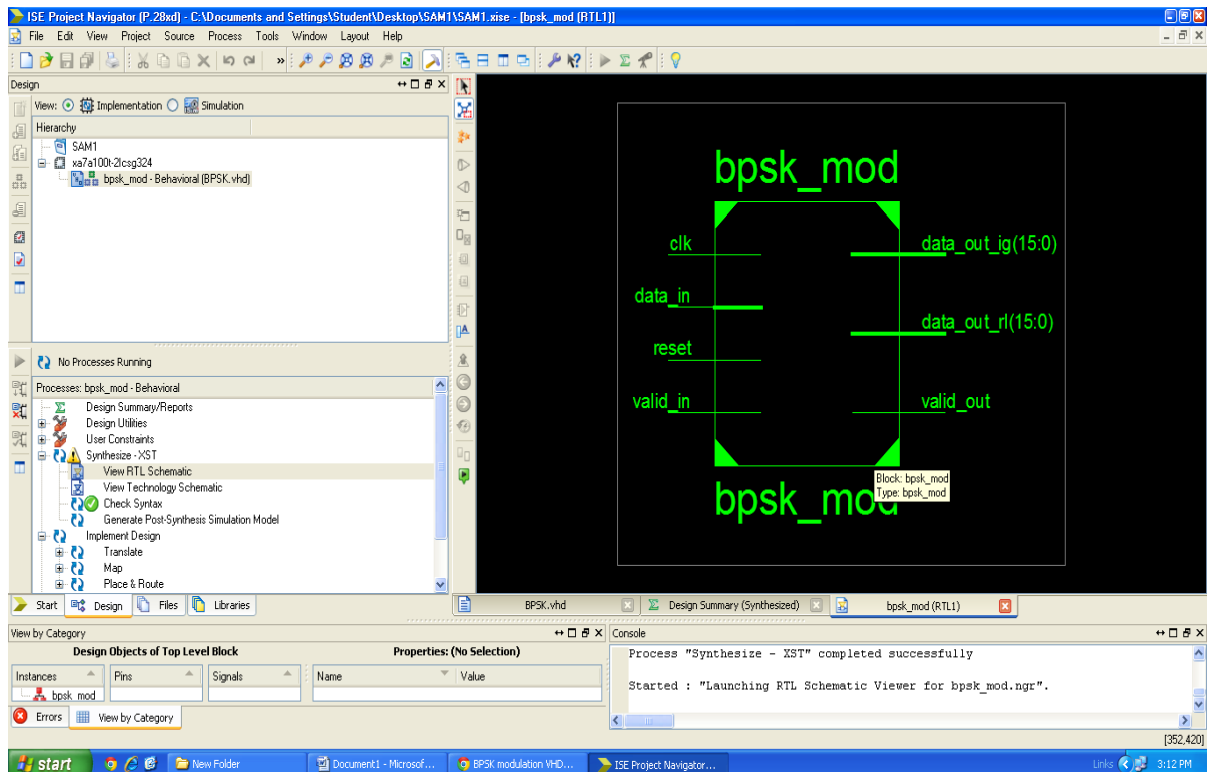 ISE Project Navigator (P.28xd) - C:\Documents and Settings\Student\Desktop\SAM1\SAM1.xise - [bpsk_mod (RTL1)]
File Edit View Project Source Process Tools Window Layout Help
Design
View: Implementation Simulation
Hierarchy
SAM1
xa7a100t-2lcsg324
bpsk_mod - Behavioral (BPSK.vhd)
No Processes Running
Processes: bpsk_mod - Behavioral
Design Summary/Reports
Design Utilities
User Constraints
Synthesize - XST
View RTL Schematic
View Technology Schematic
Check Syntax
Generate Post-Synthesis Simulation Model
Implement Design
Translate
Map
Place & Route
Start Design Files Libraries
bpsk_mod
clk
data_out_ig(15:0)
data_in
data_out_rl(15:0)
reset
valid_in
valid_out
bpsk_mod
Block: bpsk_mod
Type: bpsk_mod
BPSK.vhd
Design Summary (Synthesized)
bpsk_mod (RTL1)
View by Category
Design Objects of Top Level Block
Properties: (No Selection)
Instances Pins Signals
Name Value
bpsk_mod
Errors View by Category
Console
Process "Synthesize - XST" completed successfully
Started : "Launching RTL Schematic Viewer for bpsk_mod.ngr".
[352,420]
start
New Folder
Document1 - Microsof...
BPSK modulation VHD...
ISE Project Navigator...
Links
3:12 PM